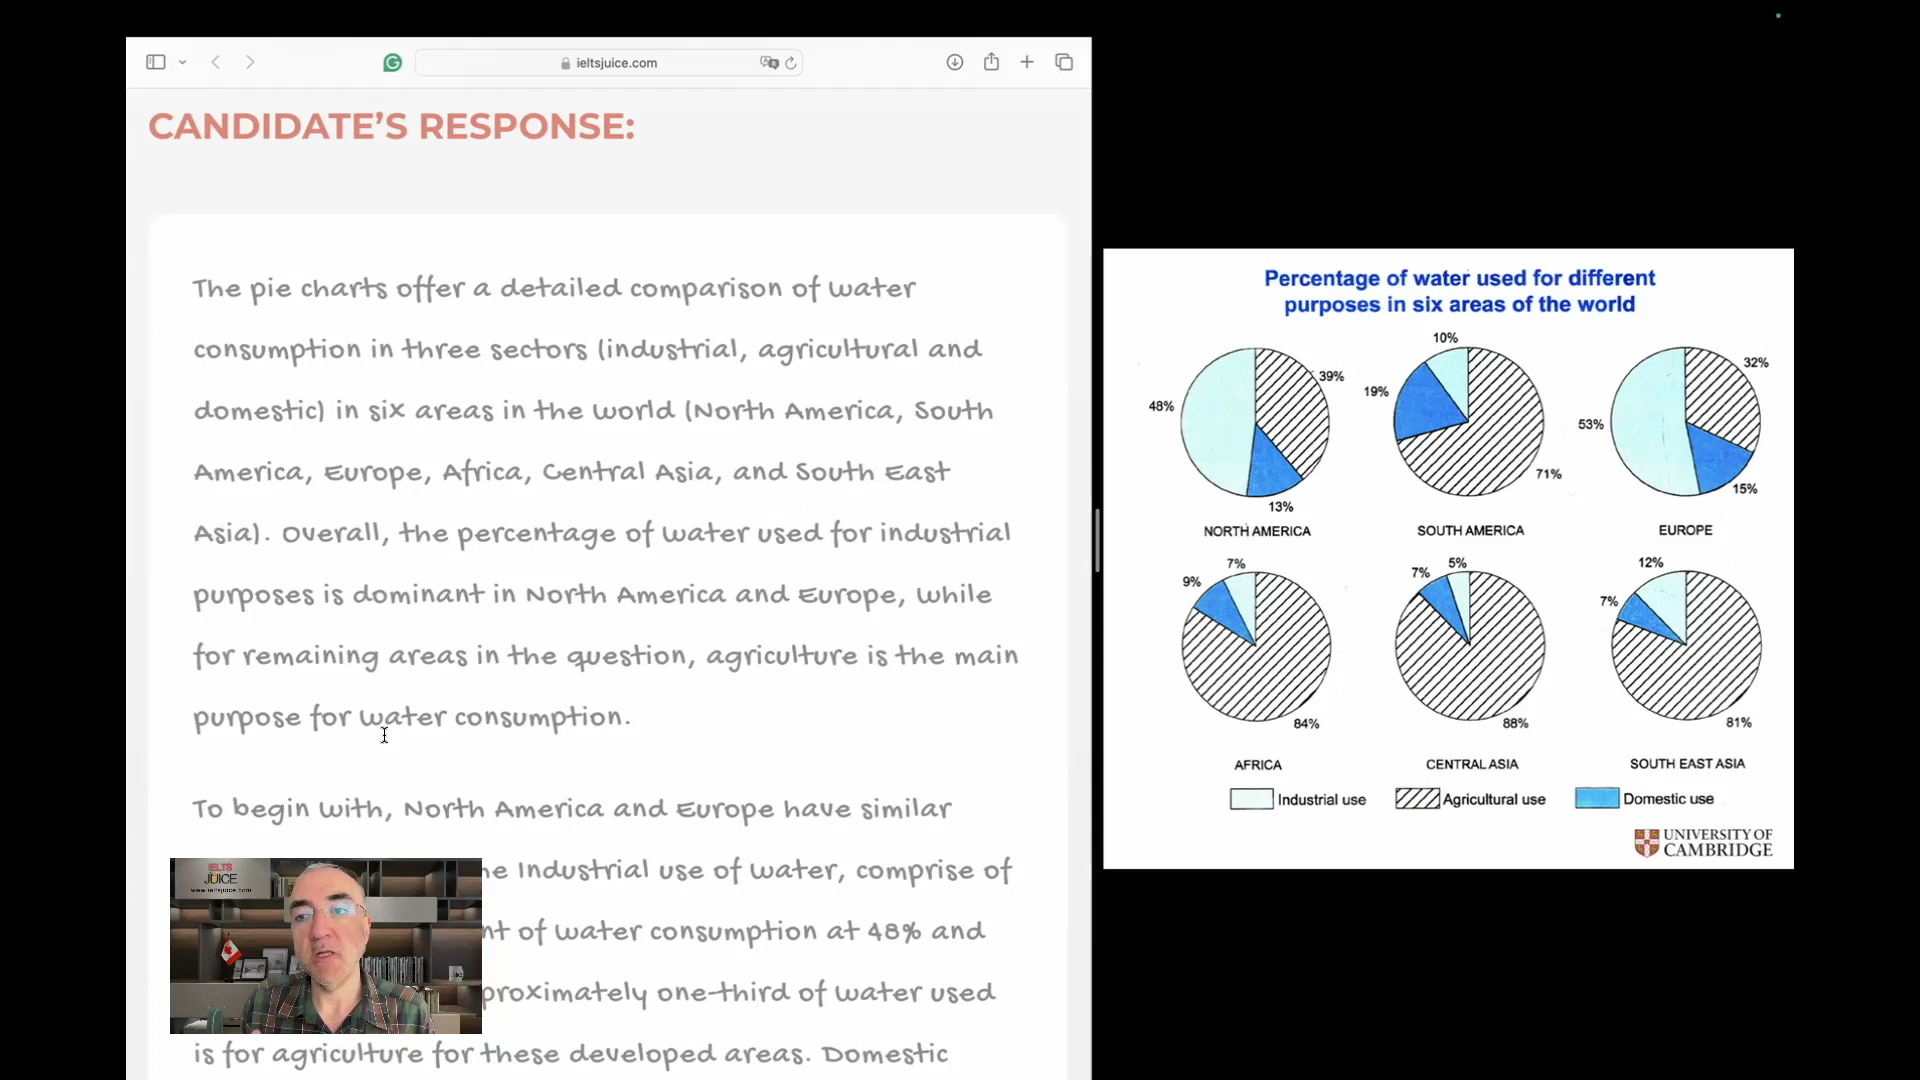 ieltsjuice.com
CANDIDATE'S RESPONSE:
The pie charts offer a detailed comparison of water
consumption in three sectors (industrial, agricultural and
domestic) in six areas in the world (North America, South
America, Europe, Africa, Central Asia, and South East
Asia). Overall, the percentage of water used for industrial
purposes is dominant in North America and Europe, while
for remaining areas in the question, agriculture is the main
purpose for water consumption.
To begin with, North America and Europe have similar
he Industrial use of water, comprise of
nt of water consumption at 48% and
proximately one-third of water used
is for agriculture for these developed areas. Domestic
IELTS
JUICE
www.ieltsjuice.com
Percentage of water used for different
purposes in six areas of the world
48%
39%
13%
NORTH AMERICA
10%
19%
71%
SOUTH AMERICA
32%
53%
15%
EUROPE
7%
9%
84%
AFRICA
5%
7%
88%
CENTRAL ASIA
12%
7%
81%
SOUTH EAST ASIA
Industrial use
Agricultural use
Domestic use
UNIVERSITY OF
CAMBRIDGE